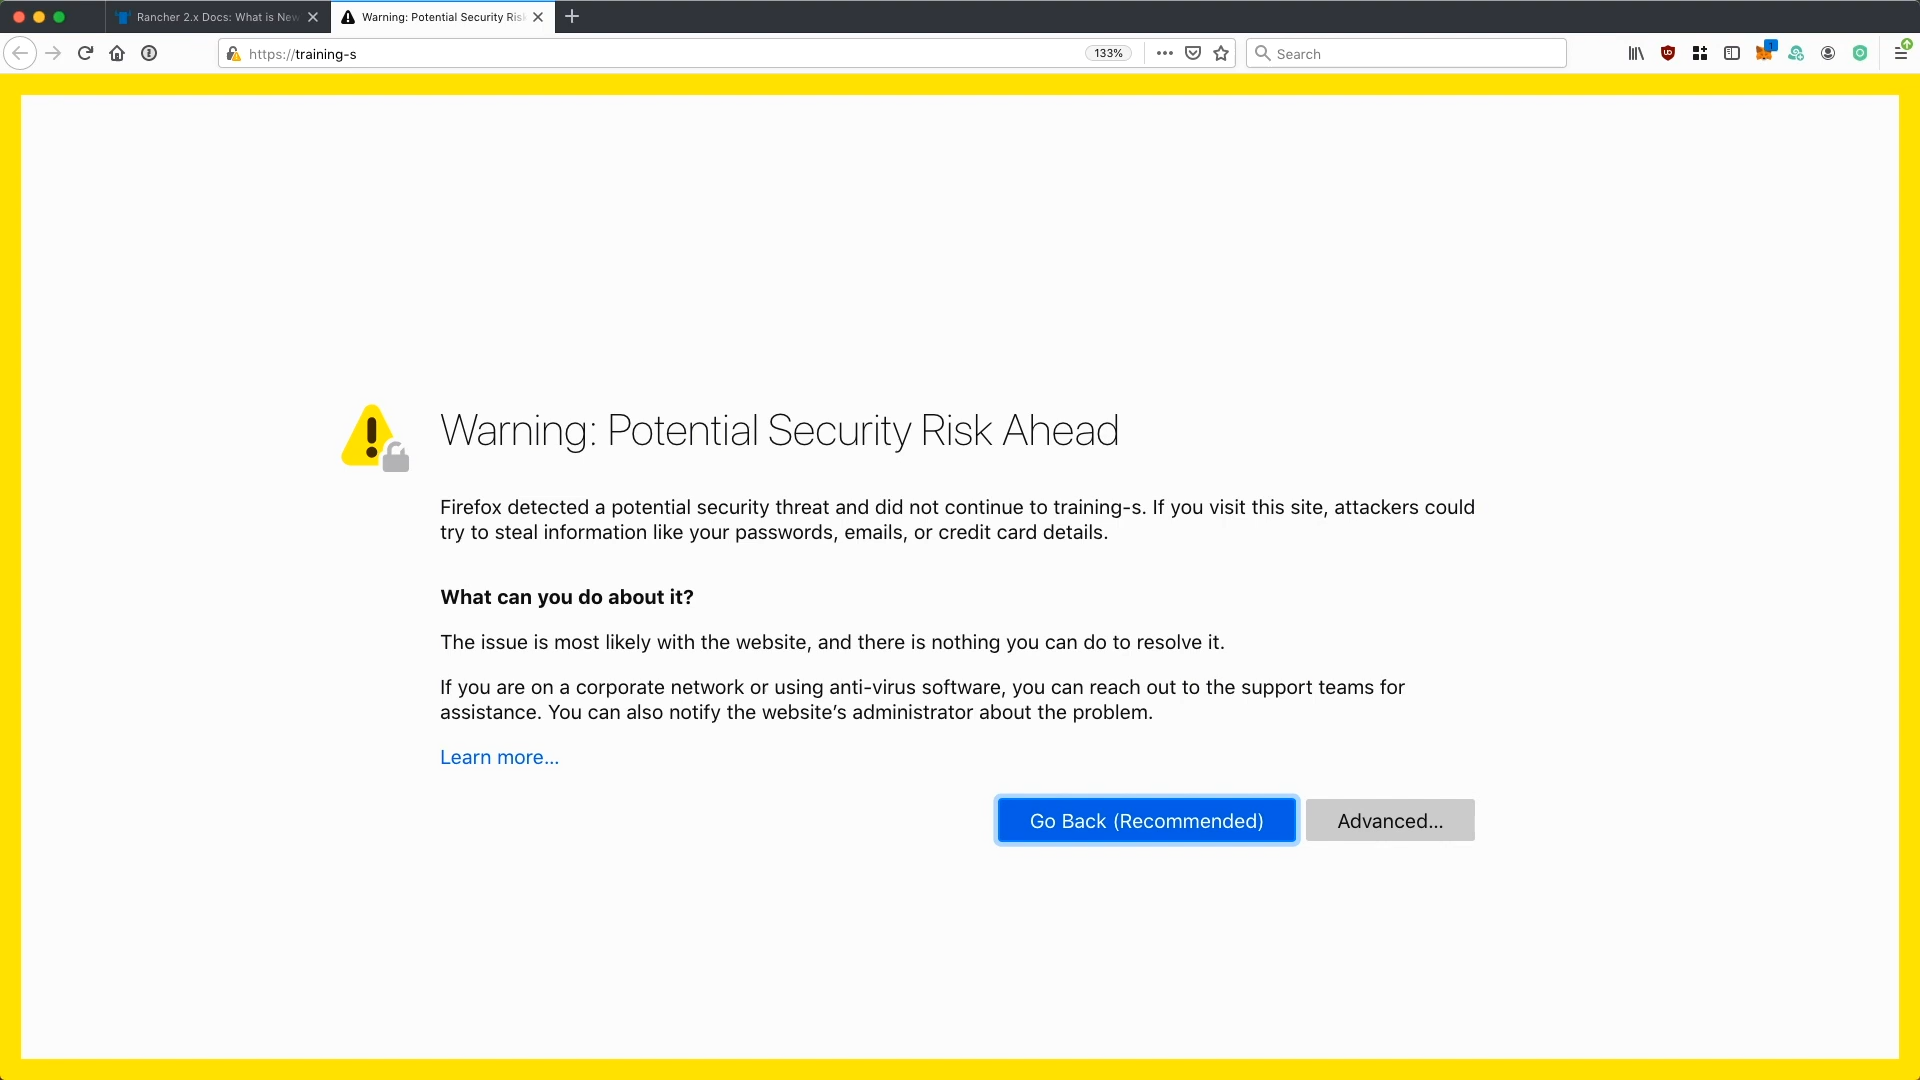 Rancher 2.x Docs: What is New
Warning: Potential Security Ris
https://training-s
133%
Search
1
Warning: Potential Security Risk Ahead
Firefox detected a potential security threat and did not continue to training-s. If you visit this site, attackers could
try to steal information like your passwords, emails, or credit card details.
What can you do about it?
The issue is most likely with the website, and there is nothing you can do to resolve it.
If you are on a corporate network or using anti-virus software, you can reach out to the support teams for
assistance. You can also notify the website’s administrator about the problem.
Learn more...
Go Back (Recommended)
Advanced...